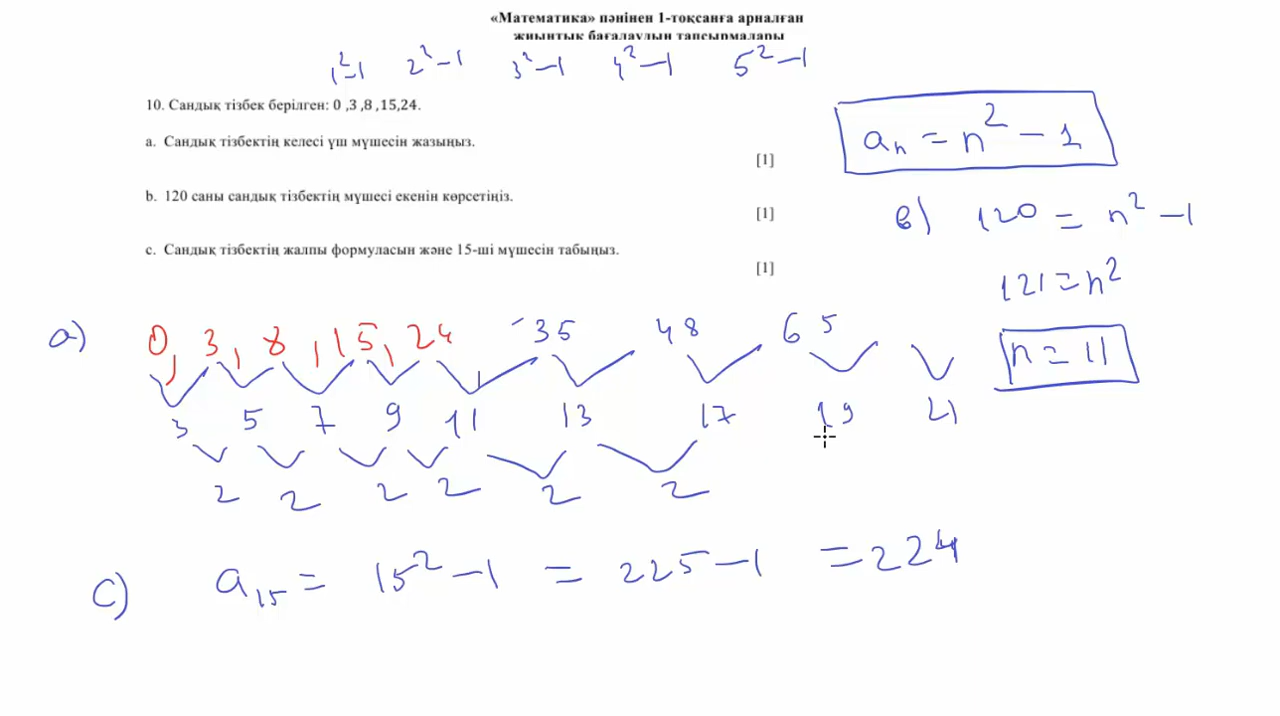 «Математика» пәнінен 1-тоқсанға арналған
жиынтық бағалаудың тапсырмалары
1²-1 2²-1 3²-1 4²-1 5²-1
10. Сандық тізбек берілген: 0 ,3 ,8 ,15,24.
a. Сандық тізбектің келесі үш мүшесін жазыңыз.
[1]
b. 120 саны сандық тізбектің мүшесі екенін көрсетіңіз.
[1]
c. Сандық тізбектің жалпы формуласын және 15-ші мүшесін табыңыз.
[1]
aₙ = n² - 1
в) 120 = n² - 1
121 = n²
n = 11
a) 0, 3, 8, 15, 24 35 48 65
3 5 7 9 11 13 17 19 21
2 2 2 2 2 2
c) a₁₅ = 15² - 1 = 225 - 1 = 224